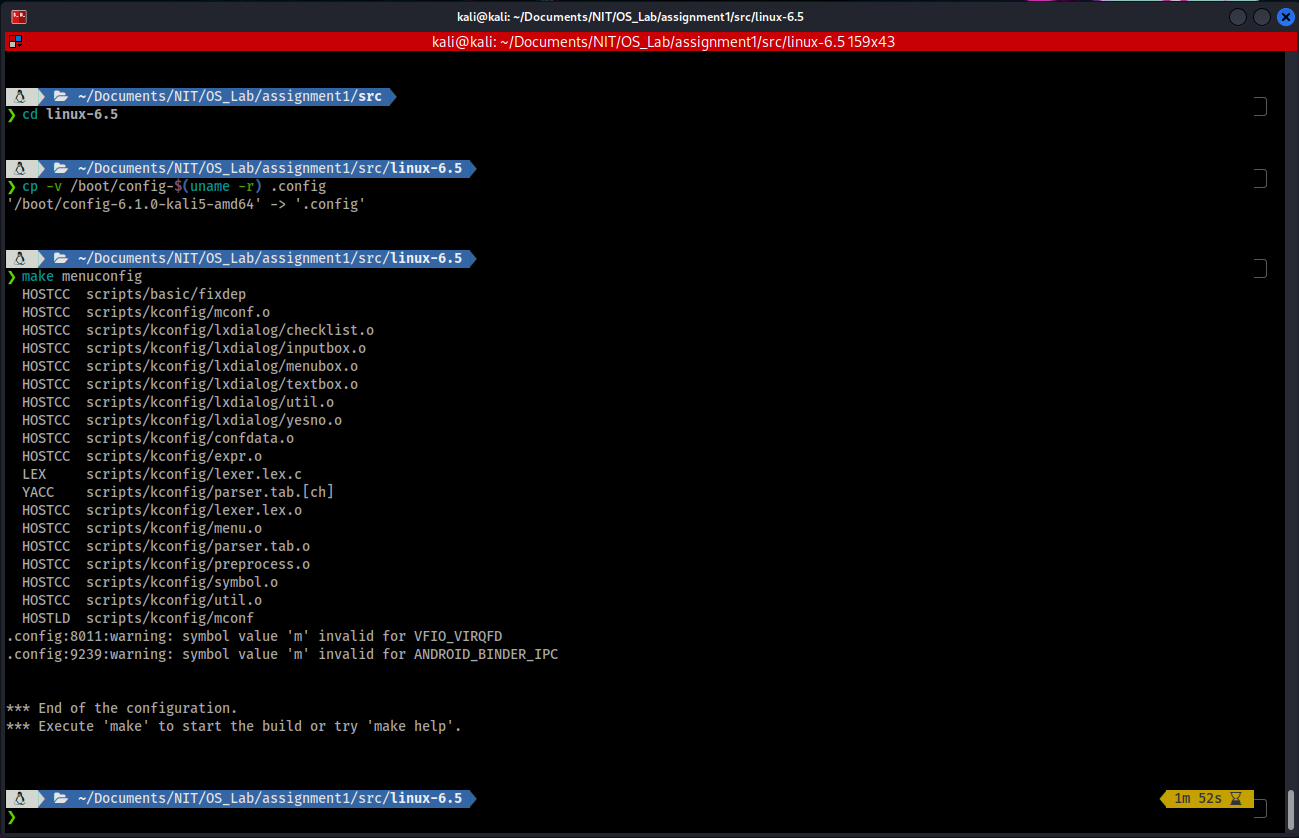 kali@kali: ~/Documents/NIT/OS_Lab/assignment1/src/linux-6.5
kali@kali: ~/Documents/NIT/OS_Lab/assignment1/src/linux-6.5 159x43
~/Documents/NIT/OS_Lab/assignment1/src
❯ cd linux-6.5
~/Documents/NIT/OS_Lab/assignment1/src/linux-6.5
❯ cp -v /boot/config-$(uname -r) .config
'/boot/config-6.1.0-kali5-amd64' -> '.config'
~/Documents/NIT/OS_Lab/assignment1/src/linux-6.5
❯ make menuconfig
  HOSTCC  scripts/basic/fixdep
  HOSTCC  scripts/kconfig/mconf.o
  HOSTCC  scripts/kconfig/lxdialog/checklist.o
  HOSTCC  scripts/kconfig/lxdialog/inputbox.o
  HOSTCC  scripts/kconfig/lxdialog/menubox.o
  HOSTCC  scripts/kconfig/lxdialog/textbox.o
  HOSTCC  scripts/kconfig/lxdialog/util.o
  HOSTCC  scripts/kconfig/lxdialog/yesno.o
  HOSTCC  scripts/kconfig/confdata.o
  HOSTCC  scripts/kconfig/expr.o
  LEX     scripts/kconfig/lexer.lex.c
  YACC    scripts/kconfig/parser.tab.[ch]
  HOSTCC  scripts/kconfig/lexer.lex.o
  HOSTCC  scripts/kconfig/menu.o
  HOSTCC  scripts/kconfig/parser.tab.o
  HOSTCC  scripts/kconfig/preprocess.o
  HOSTCC  scripts/kconfig/symbol.o
  HOSTCC  scripts/kconfig/util.o
  HOSTLD  scripts/kconfig/mconf
.config:8011:warning: symbol value 'm' invalid for VFIO_VIRQFD
.config:9239:warning: symbol value 'm' invalid for ANDROID_BINDER_IPC
*** End of the configuration.
*** Execute 'make' to start the build or try 'make help'.
~/Documents/NIT/OS_Lab/assignment1/src/linux-6.5 1m 52s
❯